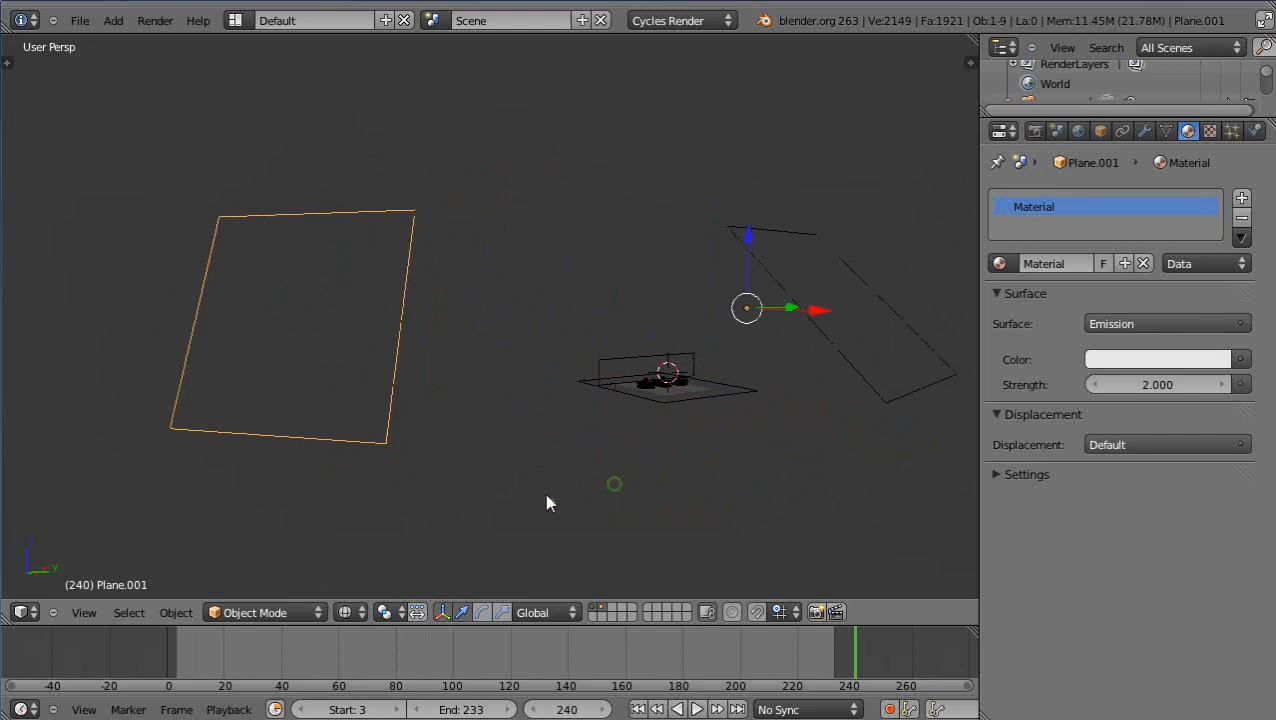 File Add Render Help Default Scene Cycles Render blender.org 263 | Ve:2149 | Fa:1921 | Ob:1-9 | La:0 | Mem:11.45M (21.78M) | Plane.001
User Persp
View Search All Scenes
RenderLayers
World
Plane.001 Material
Material
Material F Data
Surface
Surface: Emission
Color:
Strength: 2.000
Displacement
Displacement: Default
Settings
(240) Plane.001
View Select Object Object Mode Global
-40 -20 0 20 40 60 80 100 120 140 160 180 200 220 240 260
View Marker Frame Playback Start: 3 End: 233 240 No Sync